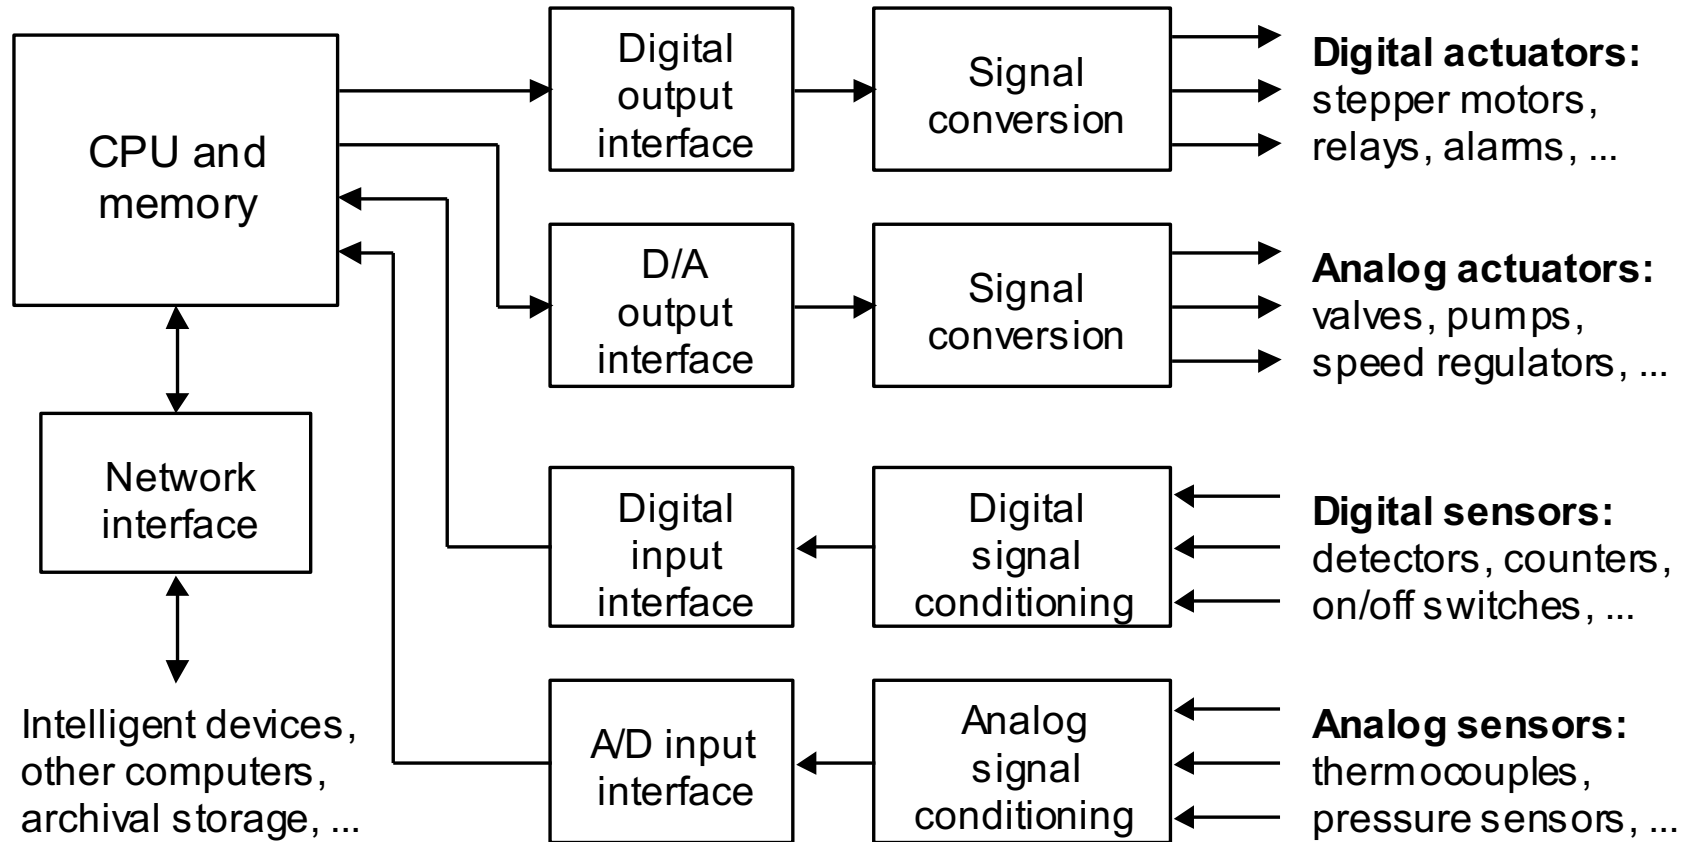 CPU and
memory
Digital
output
interface
Signal
conversion
Digital actuators:
stepper motors,
relays, alarms, ...
D/A
output
interface
Signal
conversion
Analog actuators:
valves, pumps,
speed regulators, ...
Network
interface
Digital
input
interface
Digital
signal
conditioning
Digital sensors:
detectors, counters,
on/off switches, ...
Intelligent devices,
other computers,
archival storage, ...
A/D input
interface
Analog
signal
conditioning
Analog sensors:
thermocouples,
pressure sensors, ...